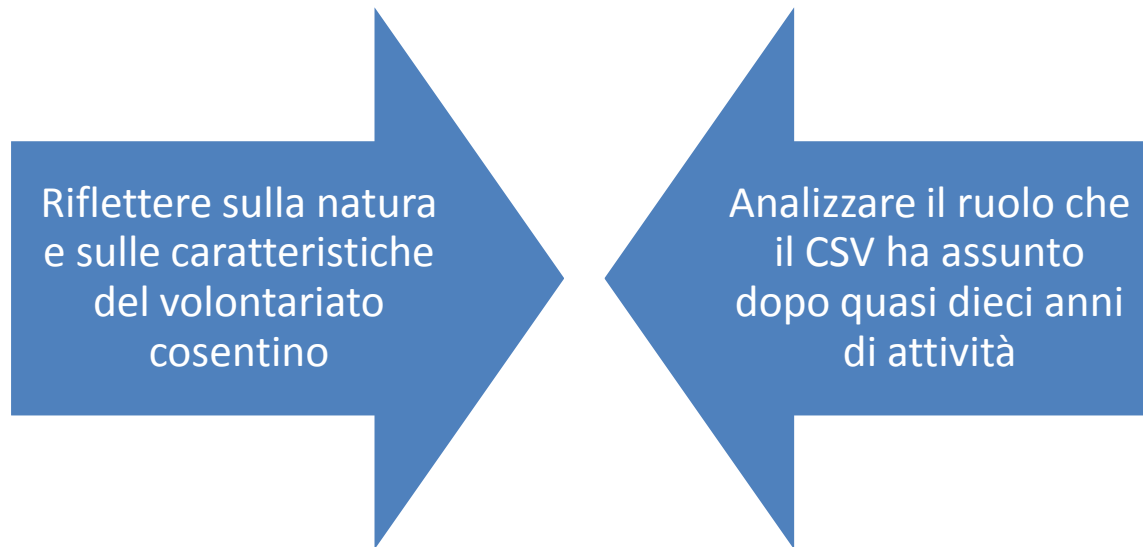 Riflettere sulla natura
e sulle caratteristiche
del volontariato
cosentino
Analizzare il ruolo che
il CSV ha assunto
dopo quasi dieci anni
di attività